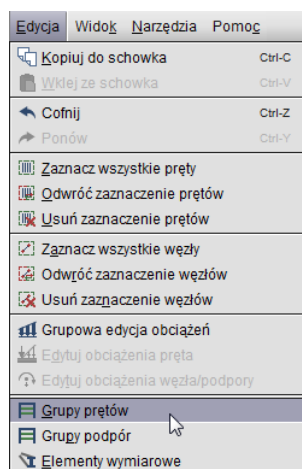 Edycja Widok Narzędzia Pomoc
Kopiuj do schowka Ctrl-C
Wklej ze schowka Ctrl-V
Cofnij Ctrl-Z
Ponów Ctrl-Y
Zaznacz wszystkie pręty
Odwróć zaznaczenie prętów
Usuń zaznaczenie prętów
Zaznacz wszystkie węzły
Odwróć zaznaczenie węzłów
Usuń zaznaczenie węzłów
Grupowa edycja obciążeń
Edytuj obciążenia pręta
Edytuj obciążenia węzła/podpory
Grupy prętów
Grupy podpór
Elementy wymiarowe